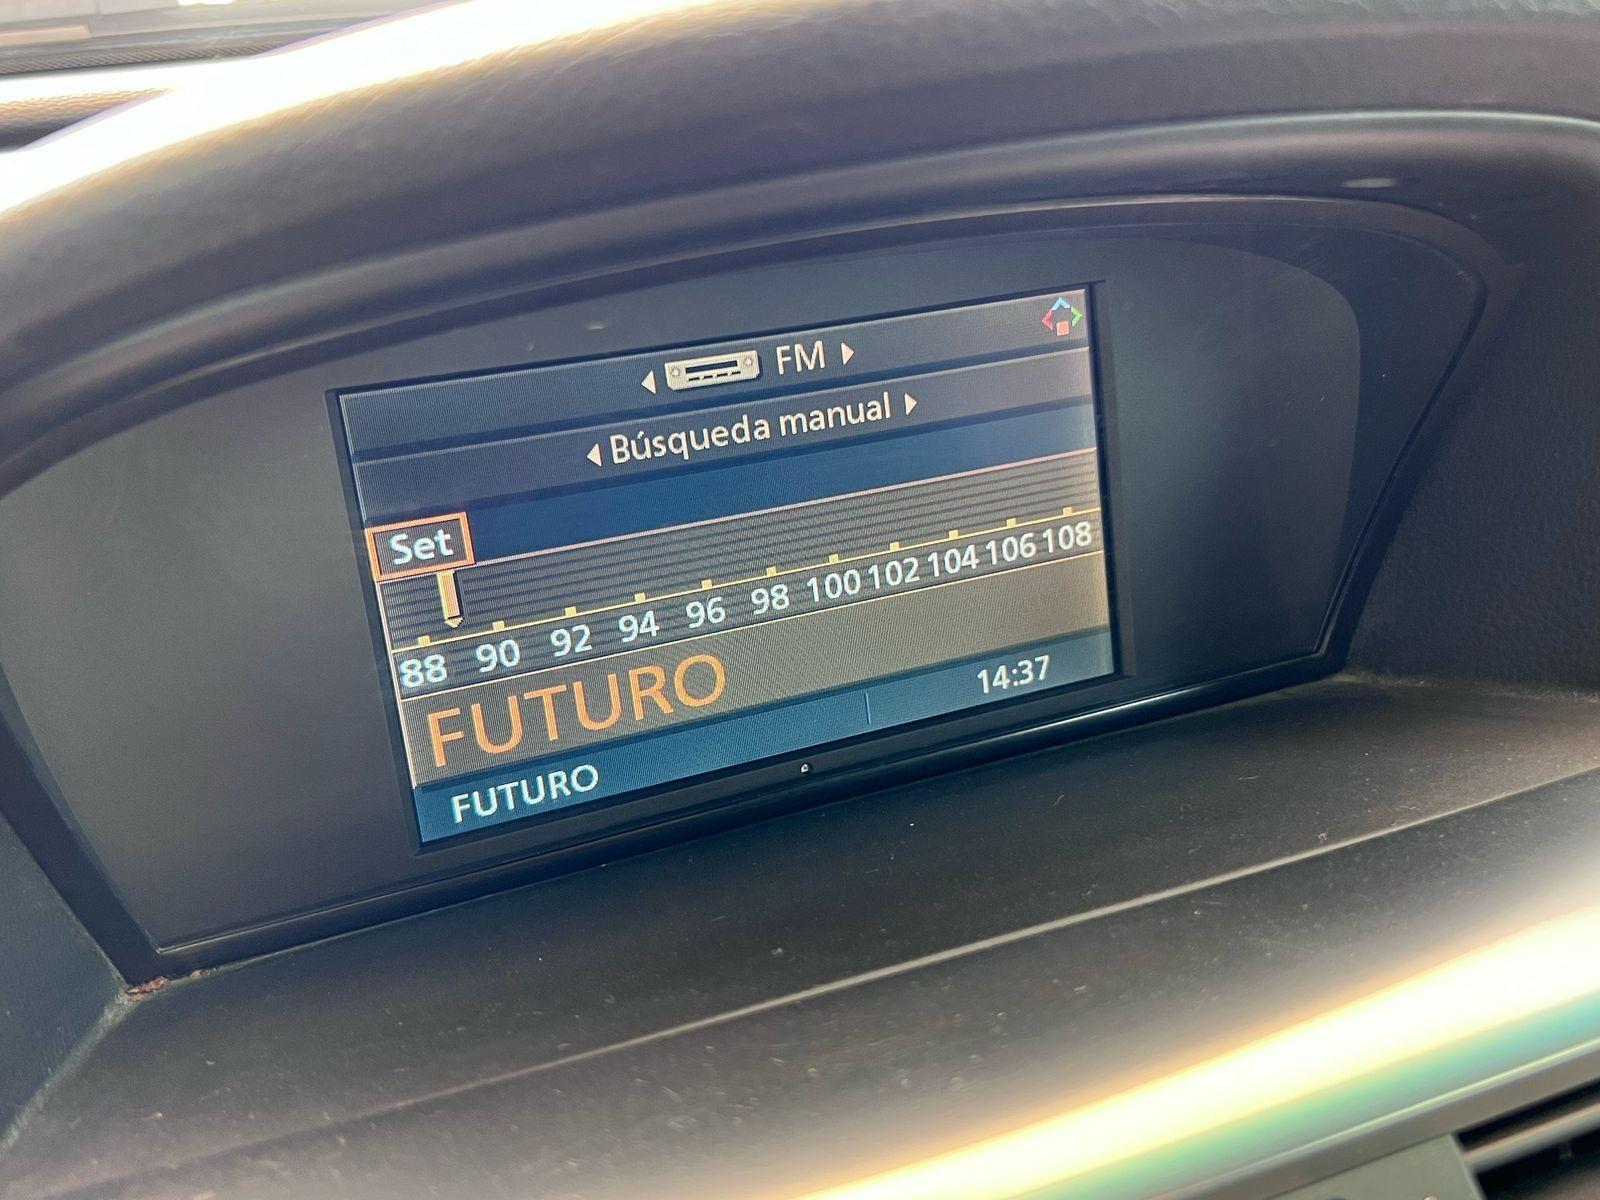 FM
Búsqueda manual
Set
88 90 92 94 96 98 100 102 104 106 108
FUTURO
FUTURO 14:37